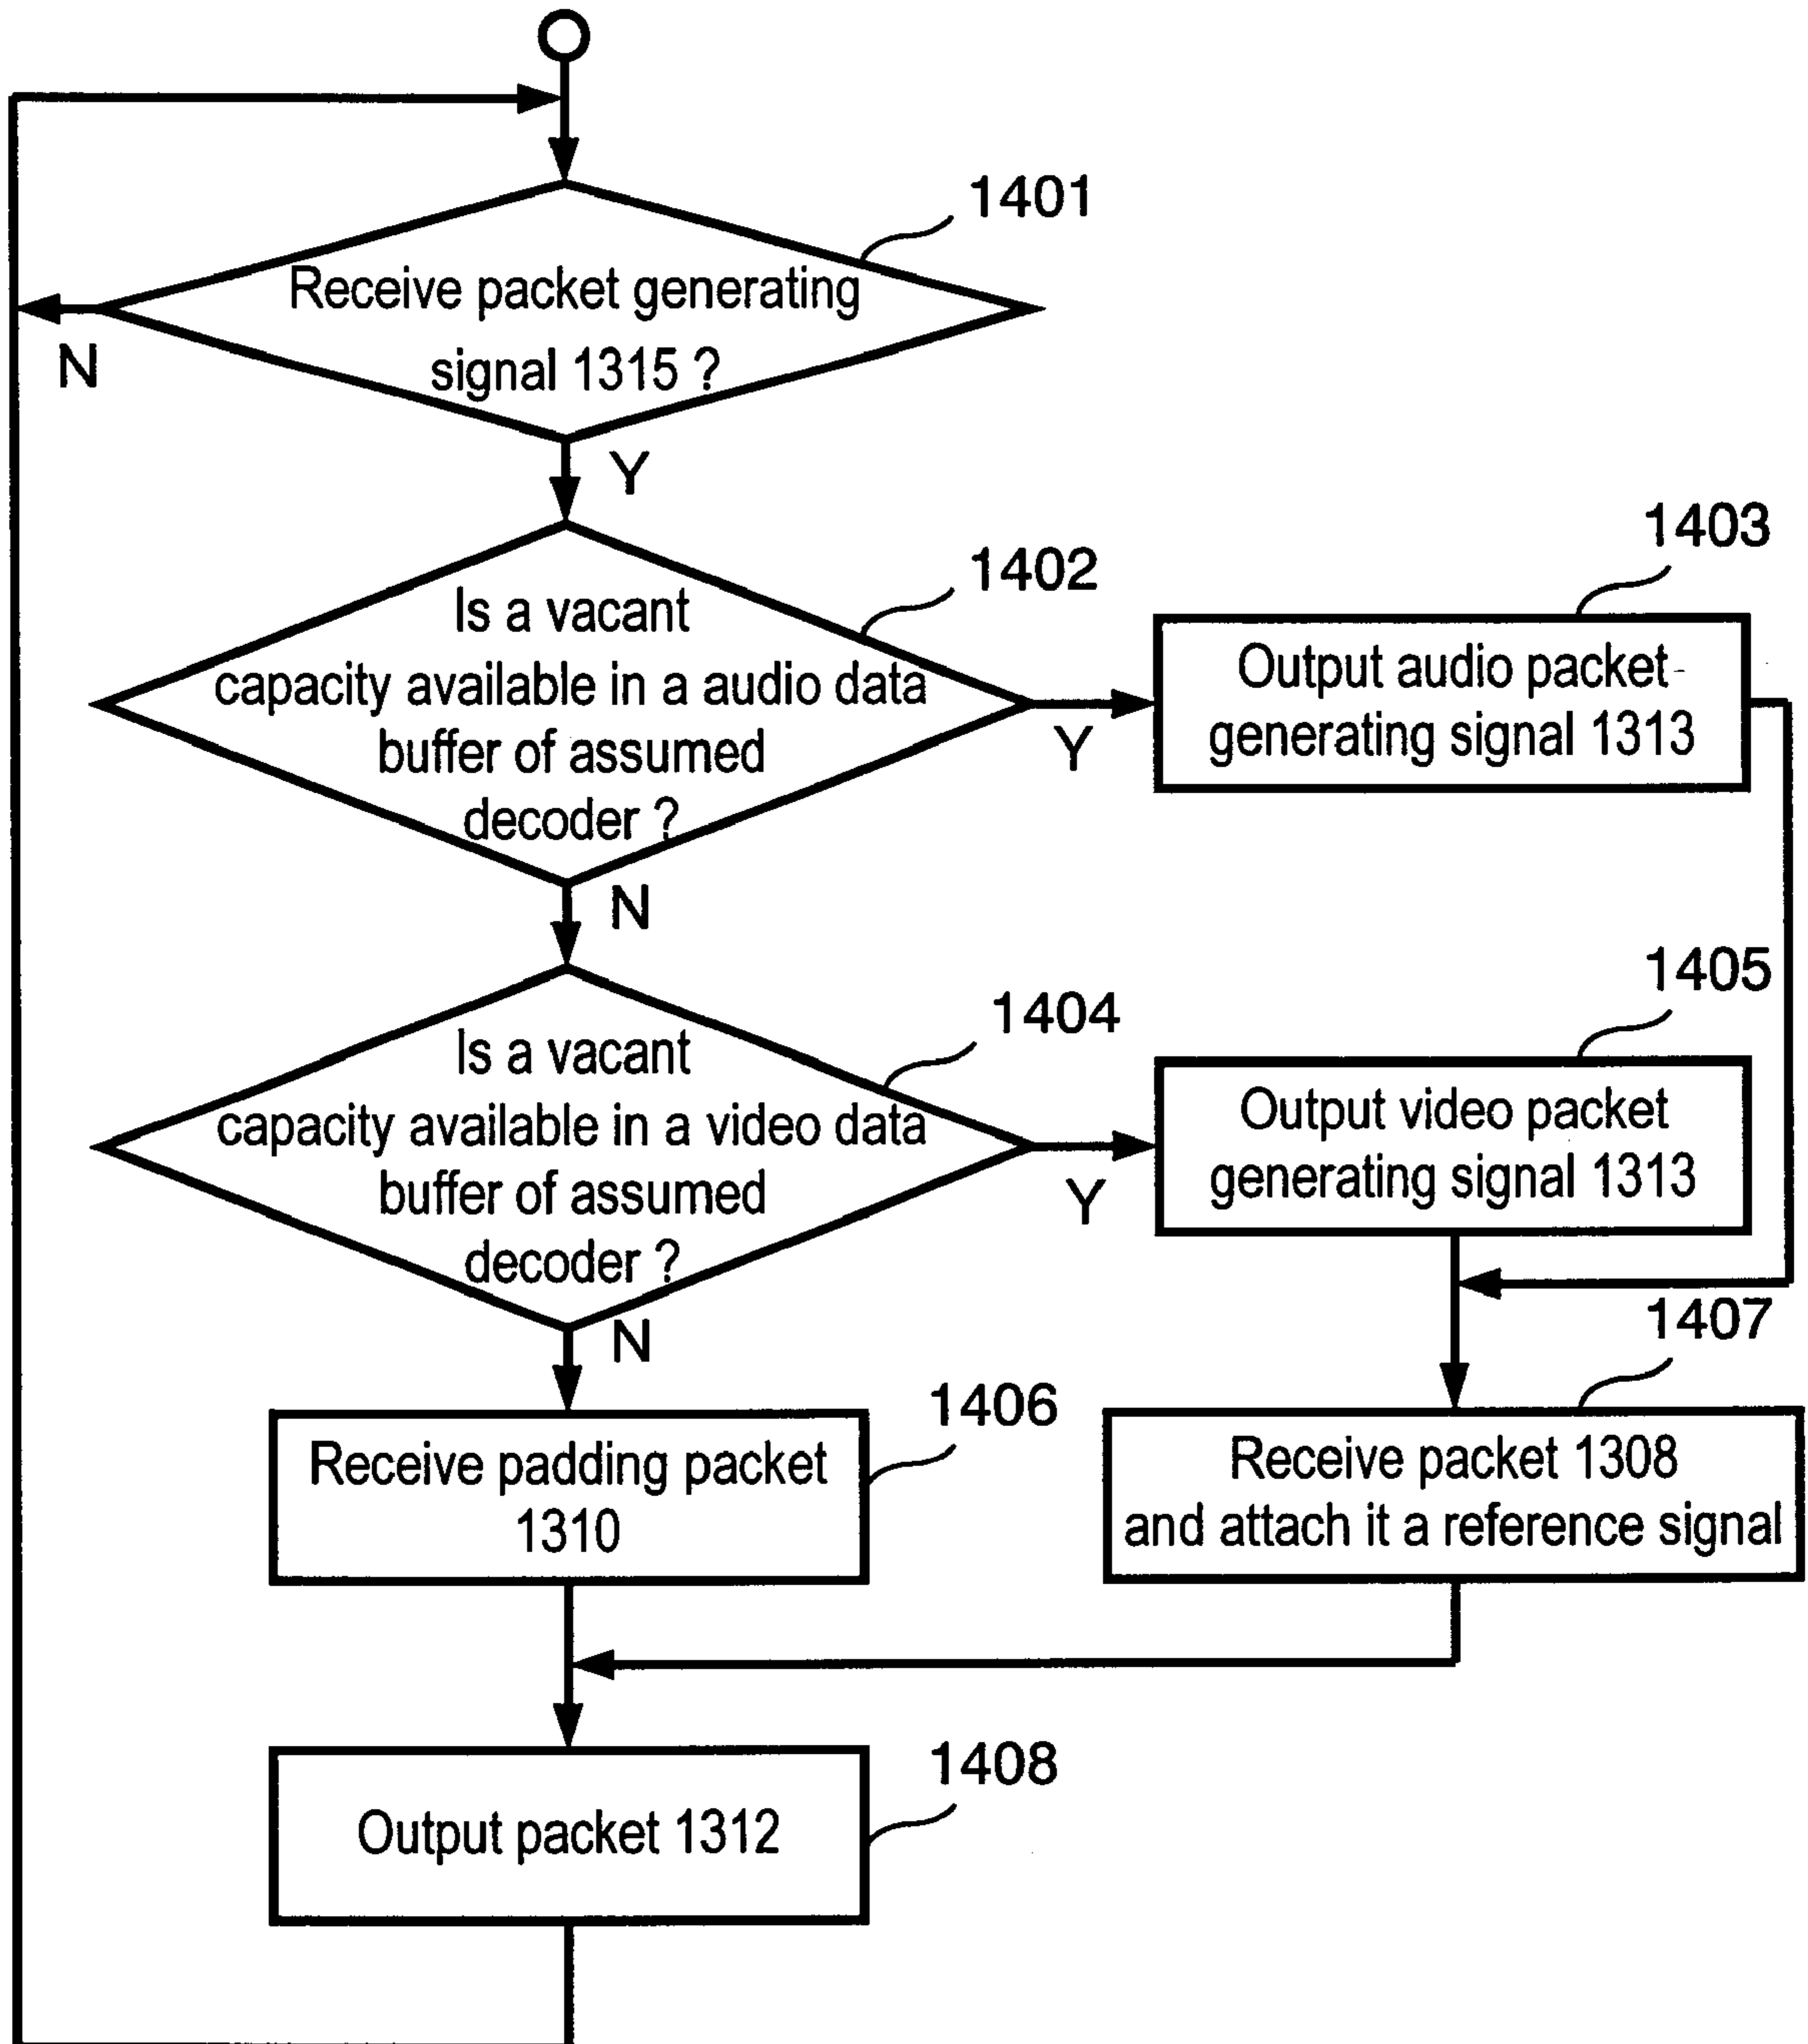 1401
Receive packet generating
signal 1315 ?
N
Y
1402
Is a vacant
capacity available in a audio data
buffer of assumed
decoder ?
Y
N
1403
Output audio packet
generating signal 1313
1404
Is a vacant
capacity available in a video data
buffer of assumed
decoder ?
Y
N
1405
Output video packet
generating signal 1313
1406
Receive padding packet
1310
1407
Receive packet 1308
and attach it a reference signal
1408
Output packet 1312